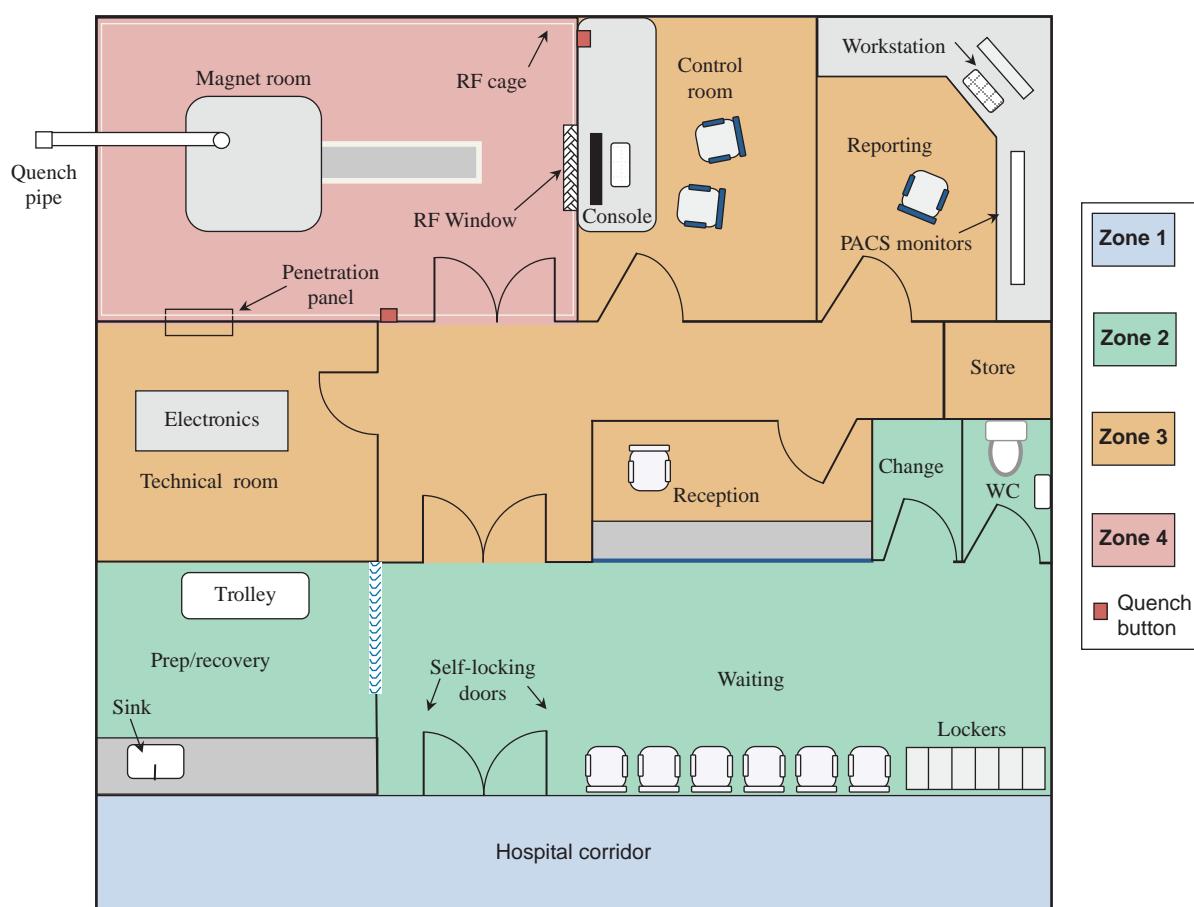 Workstation
Magnet room
RF cage
Control
room
Quench
pipe
RF Window
Console
Reporting
PACS monitors
Penetration
panel
Zone 1
Zone 2
Zone 3
Zone 4
Quench
button
Store
Electronics
Technical room
Reception
Change
WC
Trolley
Prep/recovery
Self-locking
doors
Waiting
Sink
Lockers
Hospital corridor